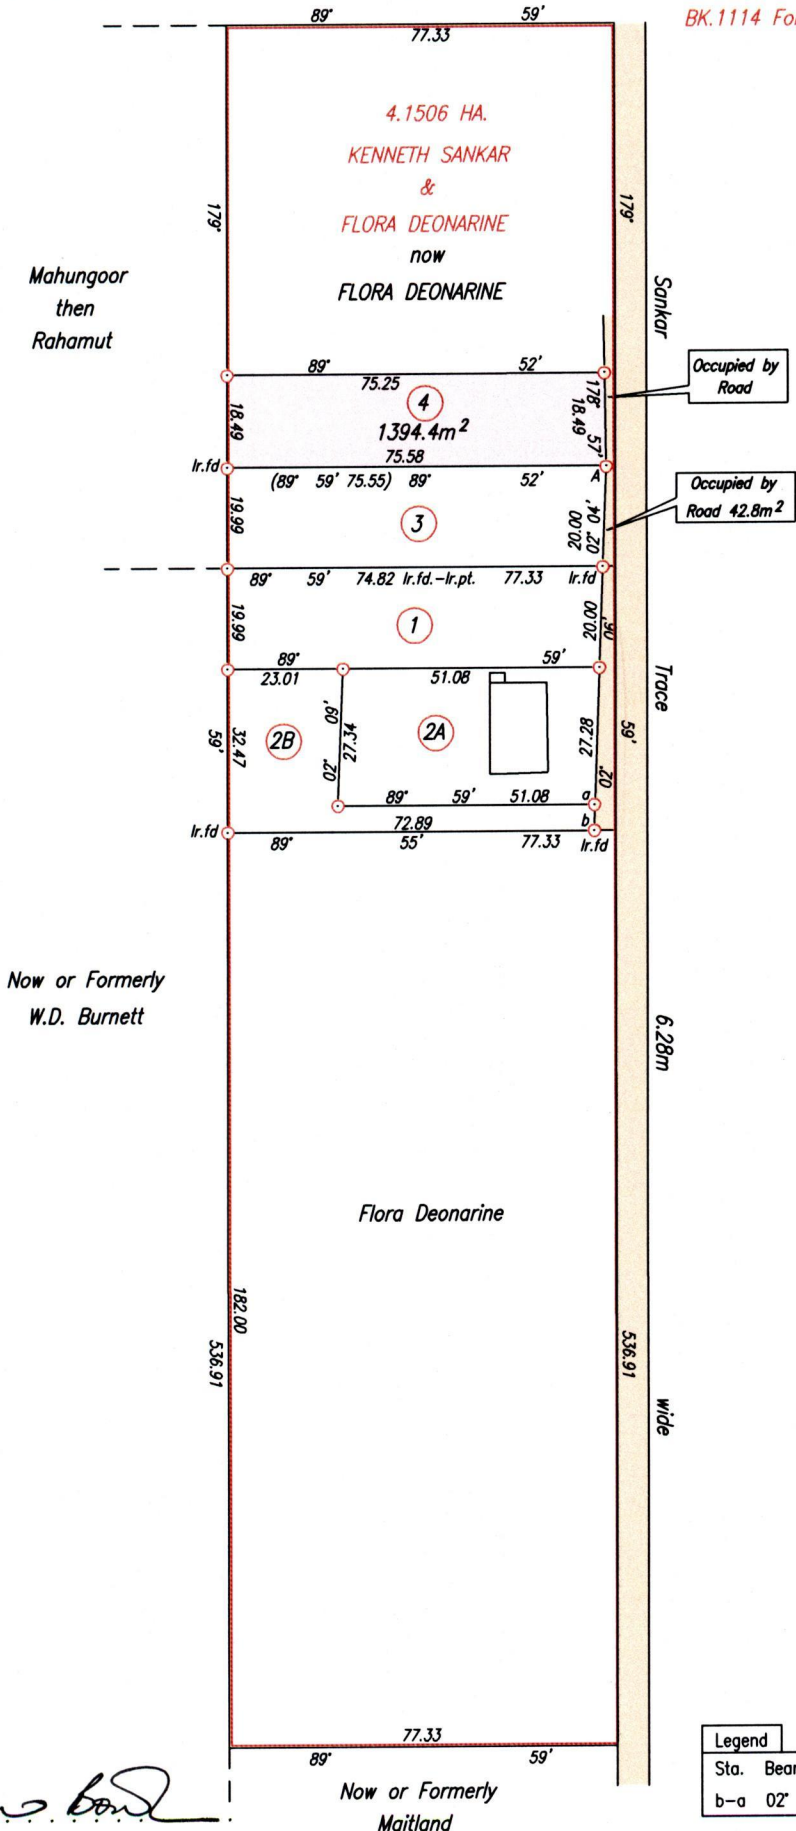 BK.1114 Fo
89° 59'
77.33
4.1506 HA.
KENNETH SANKAR
&
FLORA DEONARINE
now
FLORA DEONARINE
179°
179°
Mahungoor
then
Rahamut
Sankar
89° 52'
75.25
4
1394.4m²
18.49
178° 57'
18.49
Occupied by
Road
75.58
Ir.fd
(89° 59' 75.55) 89° 52'
A
Occupied by
Road 42.8m²
19.99
3
02° 04'
20.00
89° 59' 74.82 Ir.fd.-Ir.pt. 77.33 Ir.fd
19.99
1
20.00
06'
89° 59'
23.01 51.08
Trace
59'
32.47
2B
09'
02°
27.34
2A
27.28
02°
59'
89° 59' 51.08 a
72.89 b
Ir.fd
89° 55' 77.33 Ir.fd
Now or Formerly
W.D. Burnett
6.28m
Flora Deonarine
182.00
536.91
536.91
wide
77.33
89° 59'
Now or Formerly
Maitland
Legend
Sta. Bear
b-a 02°